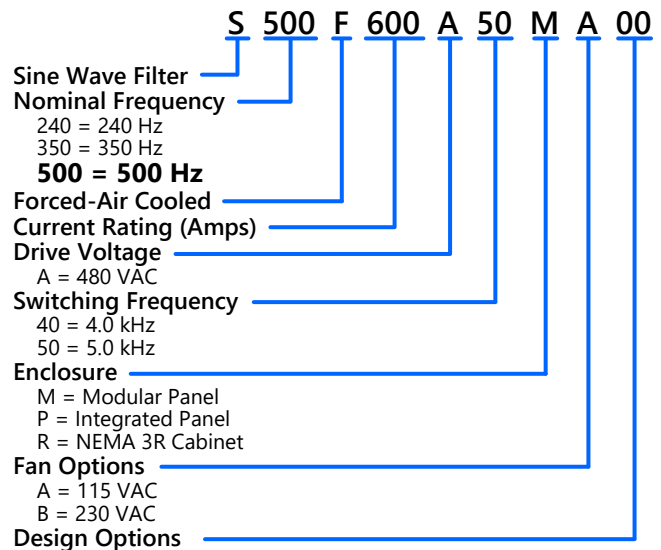 S 500 F 600 A 50 M A 00
Sine Wave Filter
Nominal Frequency
240 = 240 Hz
350 = 350 Hz
500 = 500 Hz
Forced-Air Cooled
Current Rating (Amps)
Drive Voltage
A = 480 VAC
Switching Frequency
40 = 4.0 kHz
50 = 5.0 kHz
Enclosure
M = Modular Panel
P = Integrated Panel
R = NEMA 3R Cabinet
Fan Options
A = 115 VAC
B = 230 VAC
Design Options